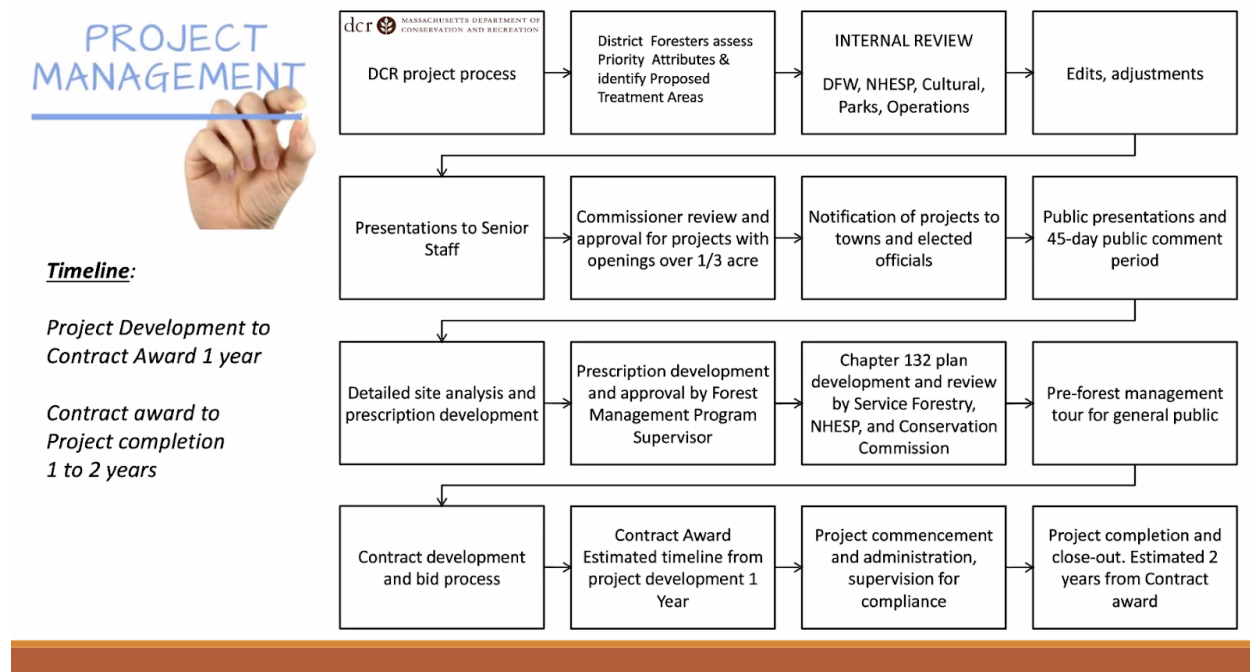 PROJECT
MANAGEMENT
Timeline:
Project Development to
Contract Award 1 year
Contract award to
Project completion
1 to 2 years
dcr MASSACHUSETTS DEPARTMENT OF
CONSERVATION AND RECREATION
DCR project process
District Foresters assess
Priority Attributes &
identify Proposed
Treatment Areas
INTERNAL REVIEW
DFW, NHESP, Cultural,
Parks, Operations
Edits, adjustments
Presentations to Senior
Staff
Commissioner review and
approval for projects with
openings over 1/3 acre
Notification of projects to
towns and elected
officials
Public presentations and
45-day public comment
period
Detailed site analysis and
prescription development
Prescription development
and approval by Forest
Management Program
Supervisor
Chapter 132 plan
development and review
by Service Forestry,
NHESP, and Conservation
Commission
Pre-forest management
tour for general public
Contract development
and bid process
Contract Award
Estimated timeline from
project development 1
Year
Project commencement
and administration,
supervision for
compliance
Project completion and
close-out. Estimated 2
years from Contract
award